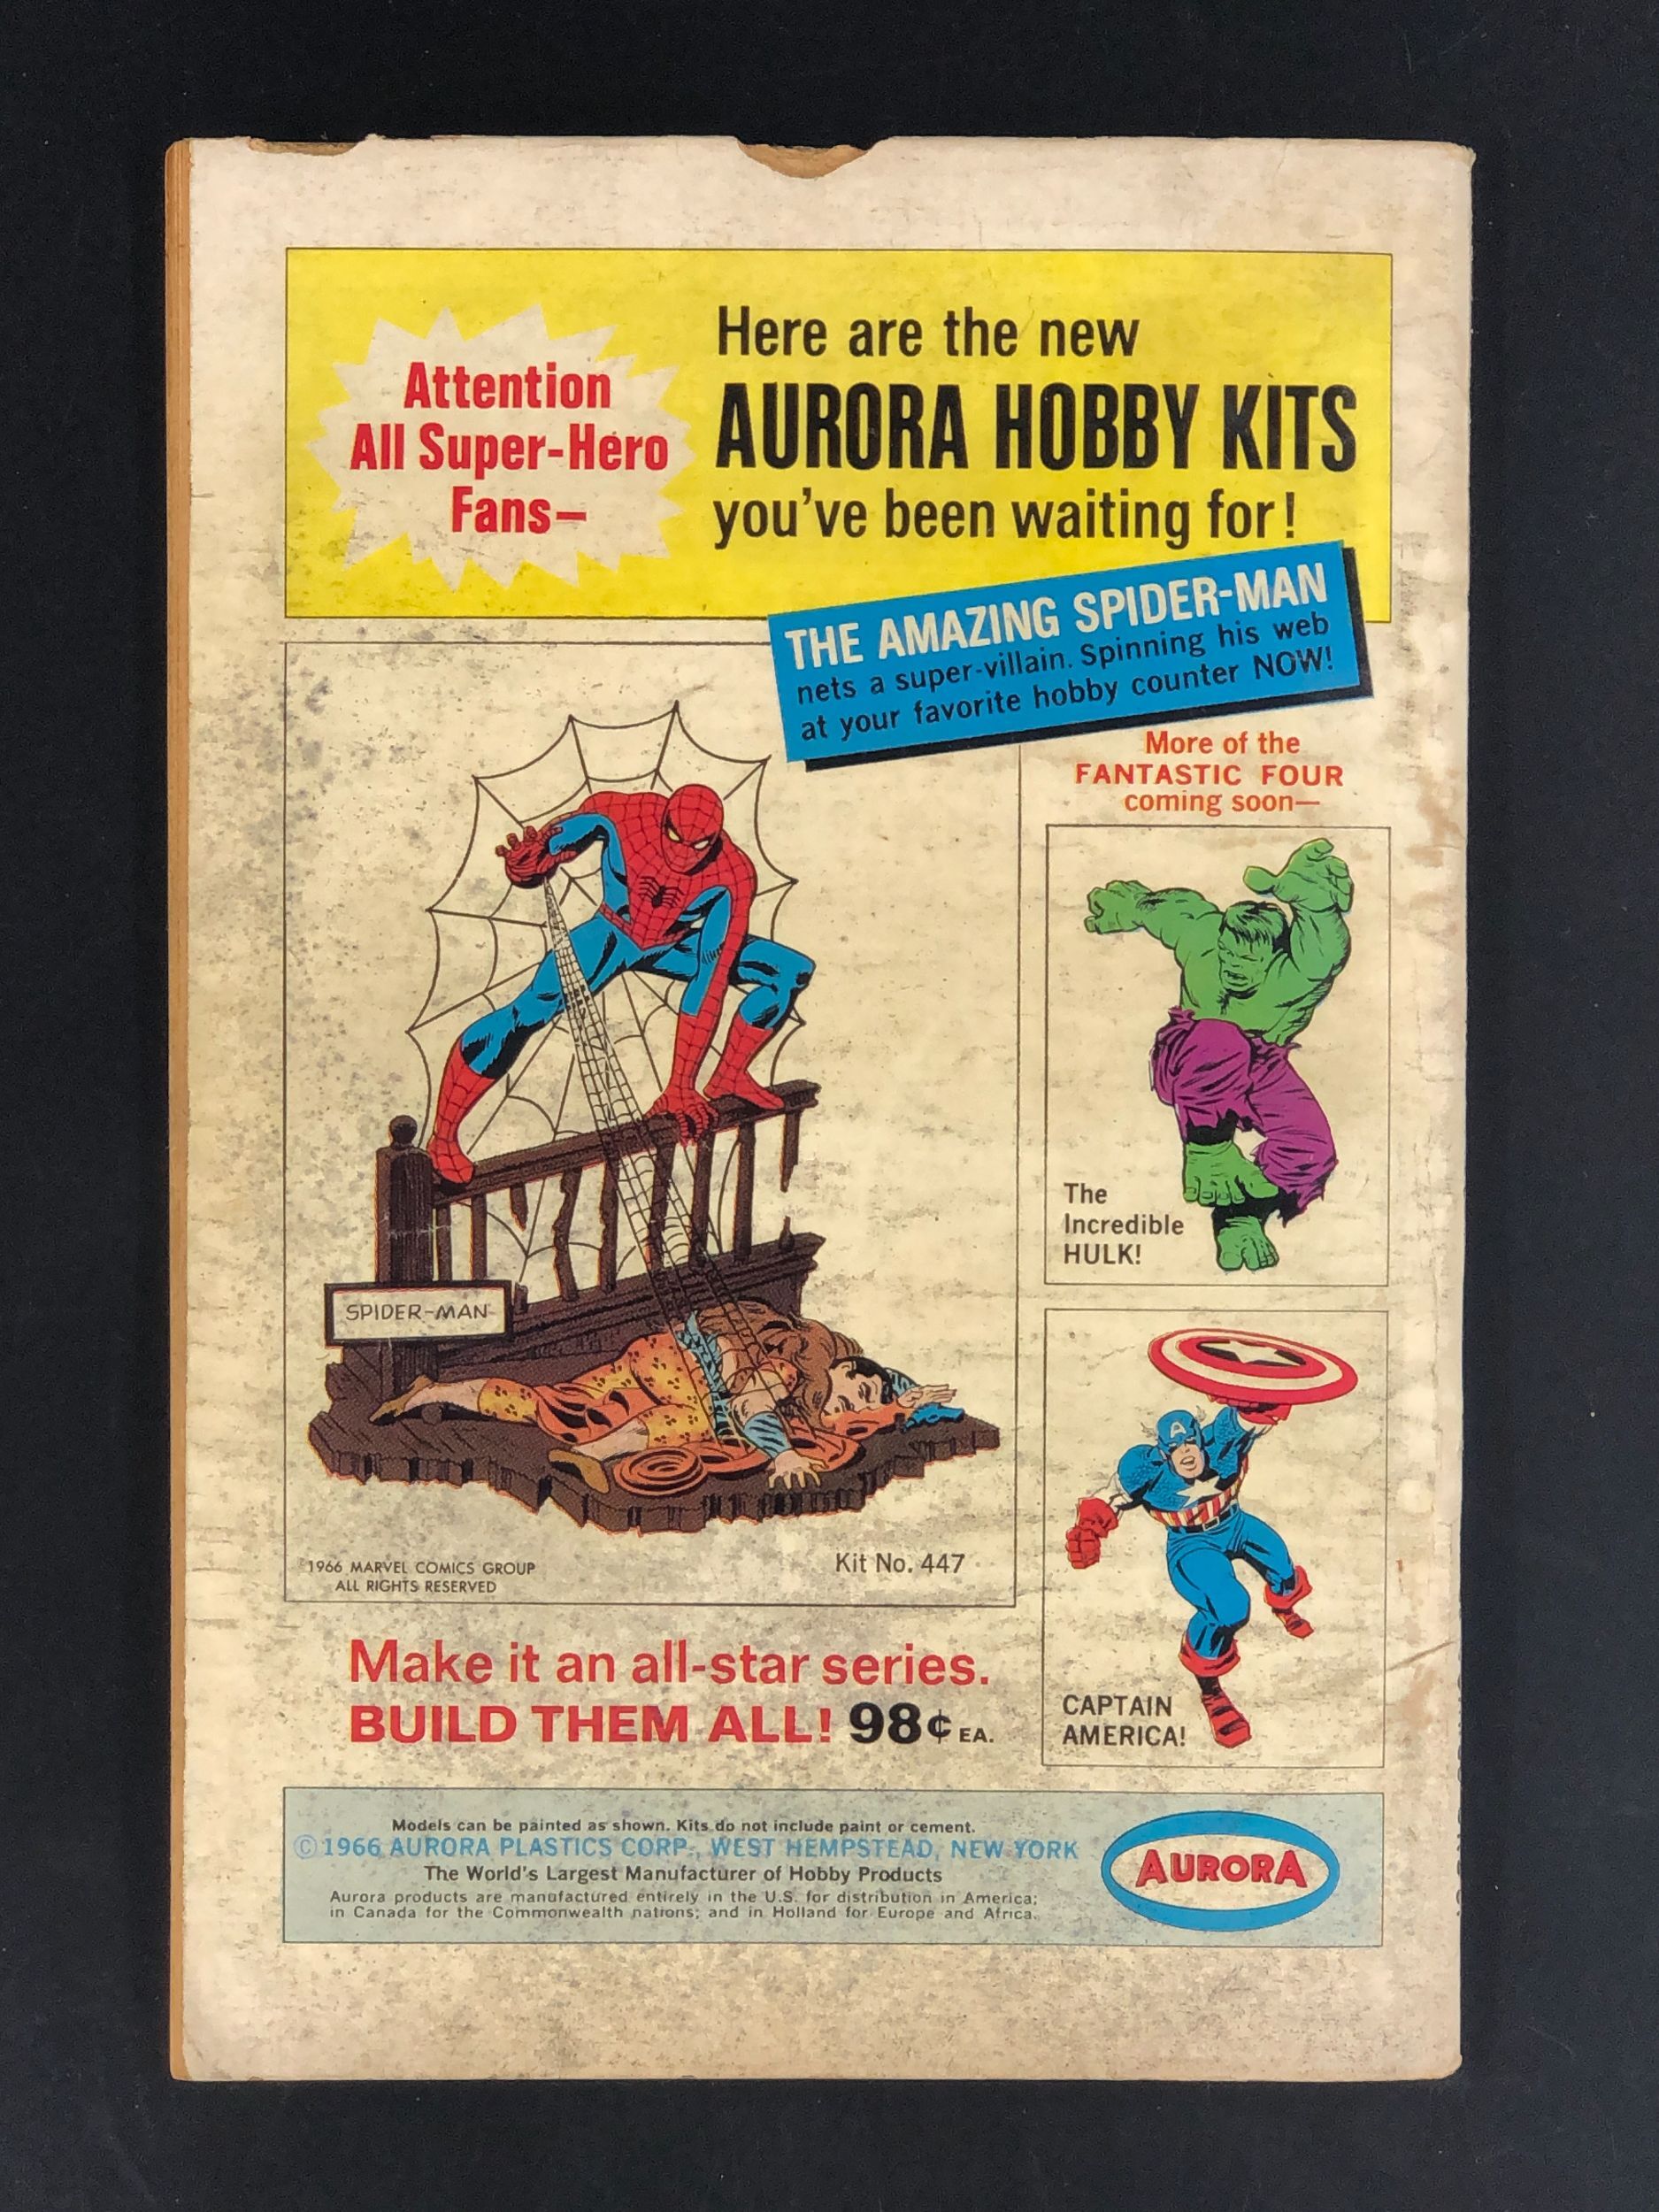 Attention
All Super-Hero
Fans—
Here are the new
AURORA HOBBY KITS
you've been waiting for!
THE AMAZING SPIDER-MAN
nets a super-villain. Spinning his web
at your favorite hobby counter NOW!
More of the
FANTASTIC FOUR
coming soon—
The
Incredible
HULK!
SPIDER-MAN
1966 MARVEL COMICS GROUP
ALL RIGHTS RESERVED
Kit No. 447
A
CAPTAIN
AMERICA!
Make it an all-star series.
BUILD THEM ALL! 98¢ EA.
Models can be painted as shown. Kits do not include paint or cement.
© 1966 AURORA PLASTICS CORP., WEST HEMPSTEAD, NEW YORK
The World's Largest Manufacturer of Hobby Products
Aurora products are manufactured entirely in the U.S. for distribution in America;
in Canada for the Commonwealth nations; and in Holland for Europe and Africa.
AURORA